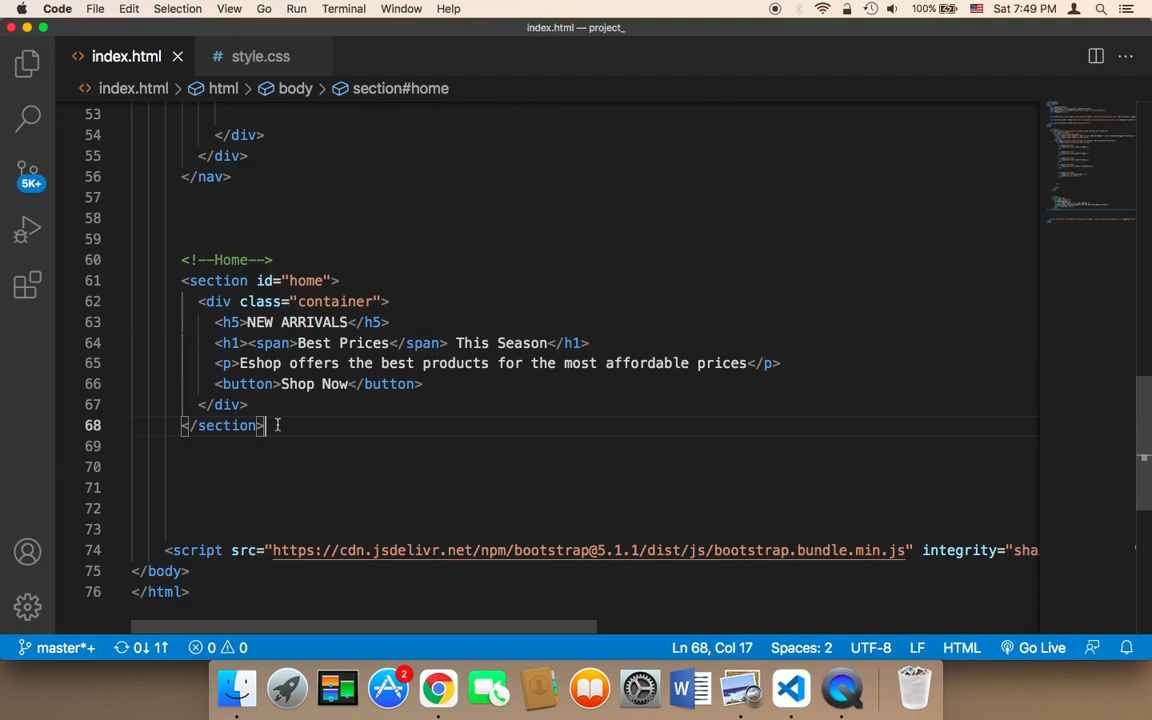 Code File Edit Selection View Go Run Terminal Window Help 100% Sat 7:49 PM
index.html — project_
<> index.html × # style.css
<> index.html > html > body > section#home
53
54 </div>
55 </div>
56 </nav>
57
58
59
60 <!--Home-->
61 <section id="home">
62 <div class="container">
63 <h5>NEW ARRIVALS</h5>
64 <h1><span>Best Prices</span> This Season</h1>
65 <p>Eshop offers the best products for the most affordable prices</p>
66 <button>Shop Now</button>
67 </div>
68 </section>
69
70
71
72
73
74 <script src="https://cdn.jsdelivr.net/npm/bootstrap@5.1.1/dist/js/bootstrap.bundle.min.js" integrity="sha
75 </body>
76 </html>
5K+
master*+ 0↓ 1↑ 0 0 Ln 68, Col 17 Spaces: 2 UTF-8 LF HTML Go Live
2